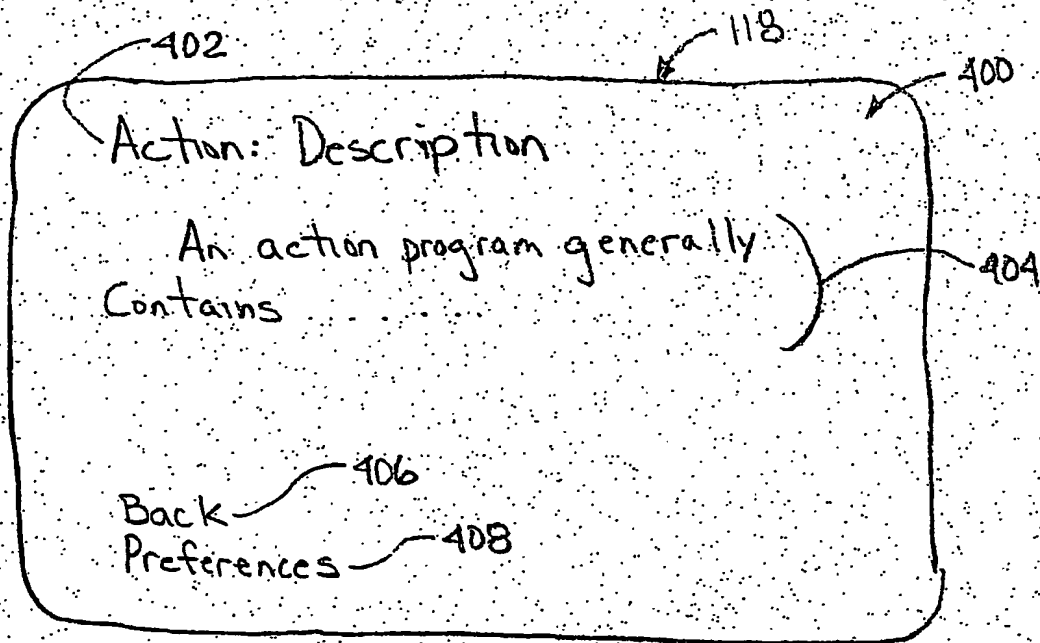 402
118
400
Action: Description
An action program generally
Contains .......
404
Back 406
Preferences 408